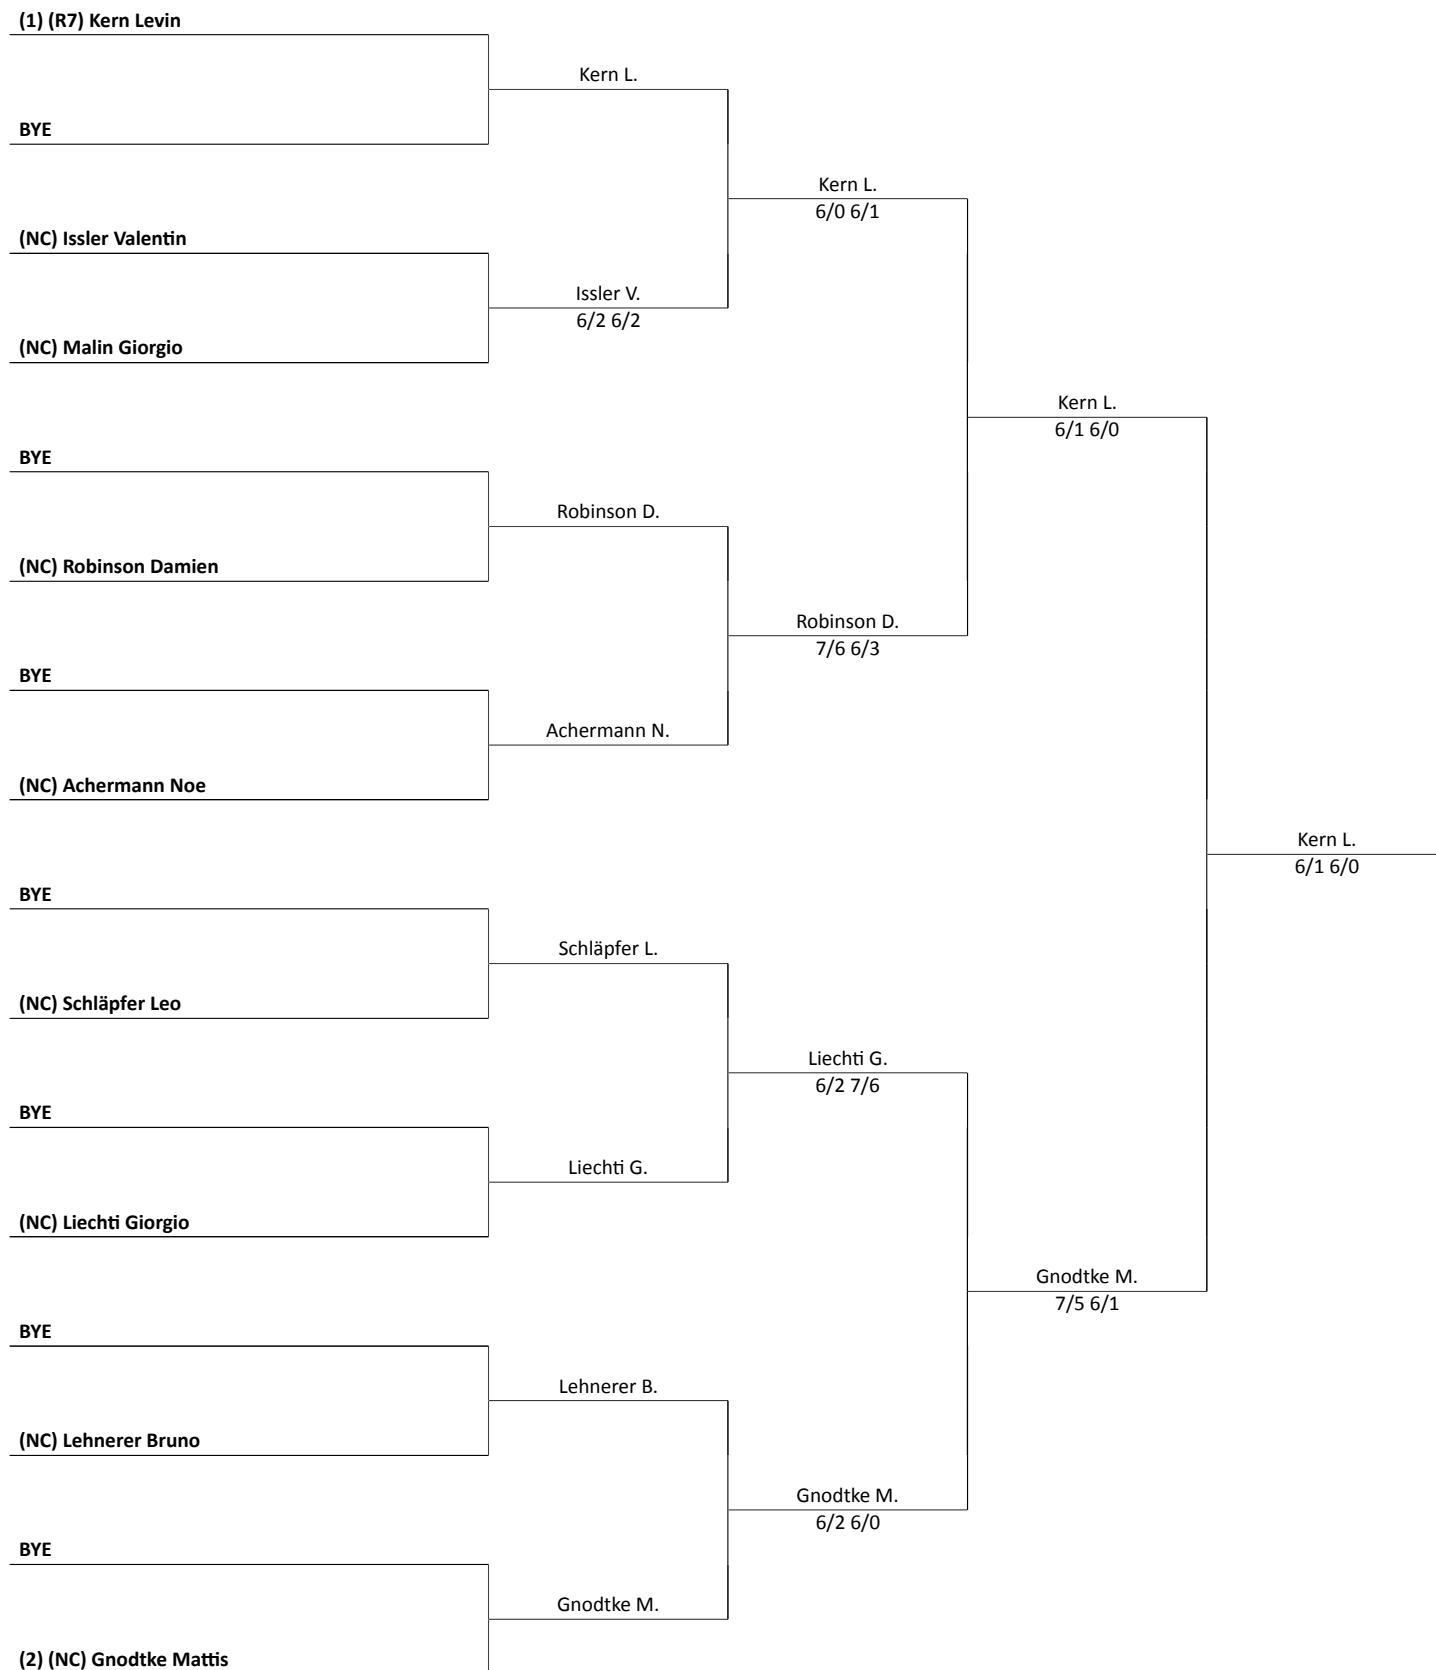 (1) (R7) Kern Levin
Kern L.
BYE
Kern L.
6/0 6/1
(NC) Issler Valentin
Issler V.
6/2 6/2
(NC) Malin Giorgio
Kern L.
6/1 6/0
BYE
Robinson D.
(NC) Robinson Damien
Robinson D.
7/6 6/3
BYE
Achermann N.
(NC) Achermann Noe
Kern L.
6/1 6/0
BYE
Schläpfer L.
(NC) Schläpfer Leo
Liechti G.
6/2 7/6
BYE
Liechti G.
(NC) Liechti Giorgio
Gnodtke M.
7/5 6/1
BYE
Lehnerer B.
(NC) Lehnerer Bruno
Gnodtke M.
6/2 6/0
BYE
Gnodtke M.
(2) (NC) Gnodtke Mattis